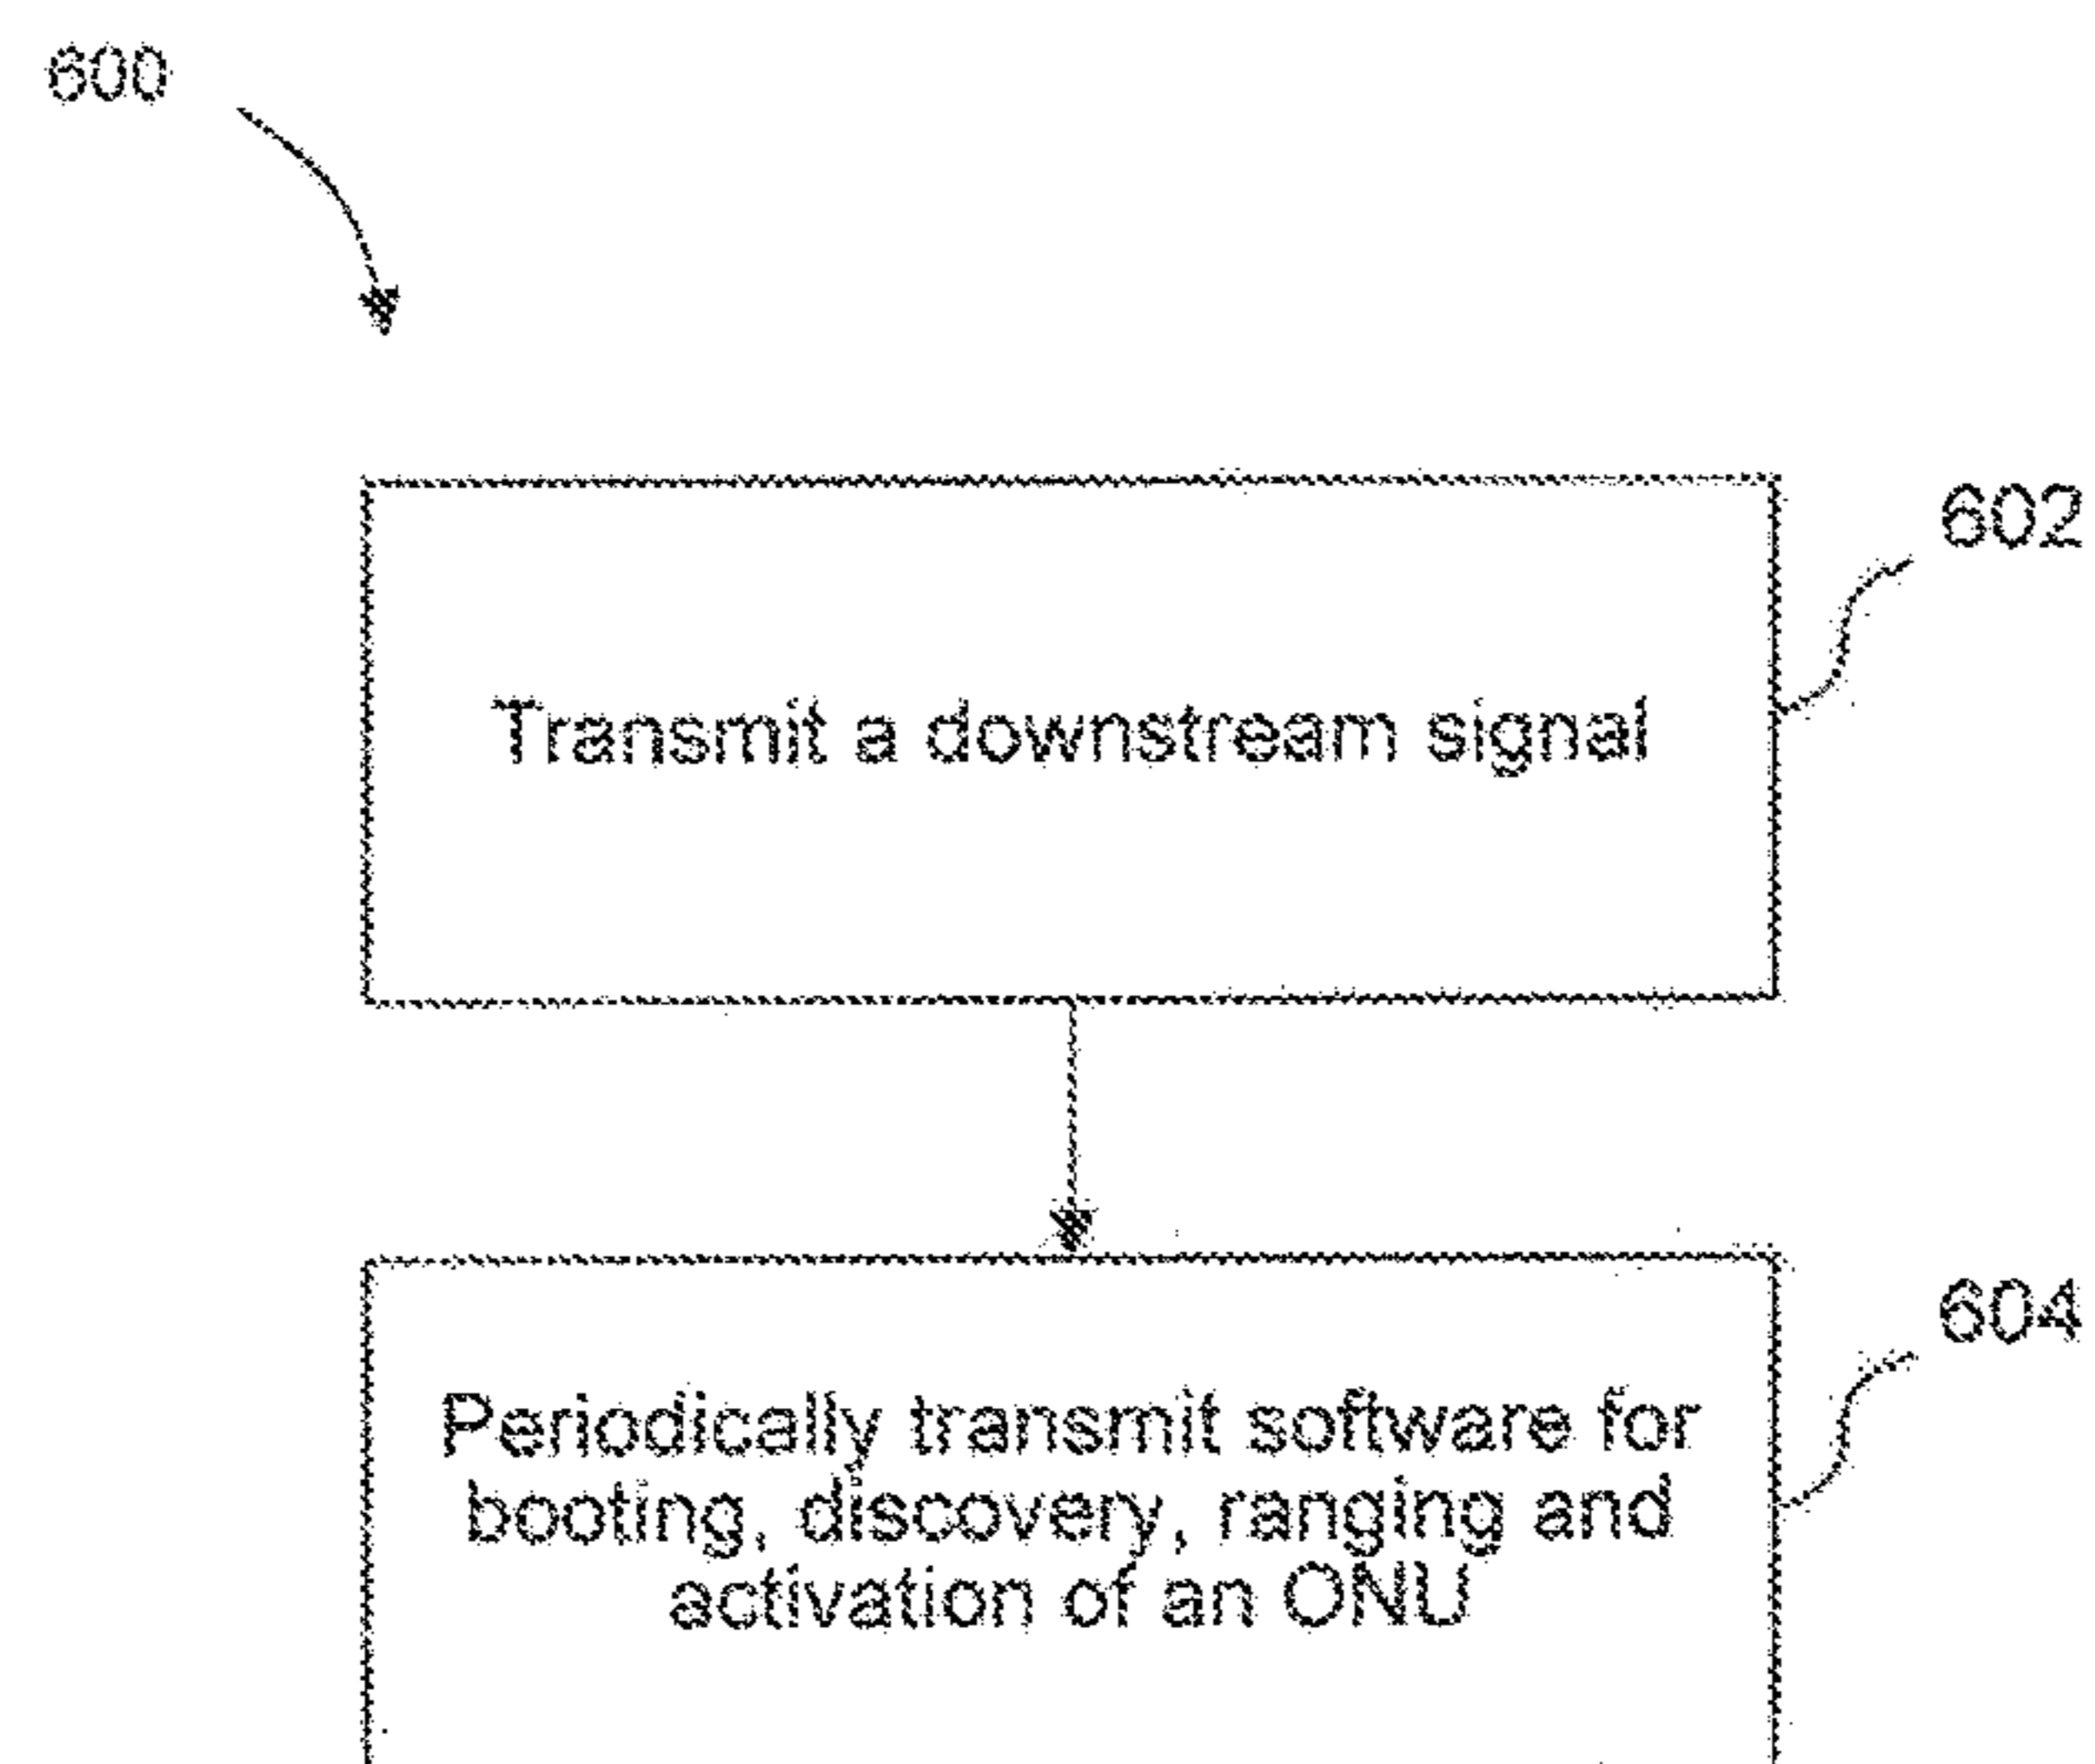 600
602
Transmit a downstream signal
604
Periodically transmit software for
booting, discovery, ranging and
activation of an ONU